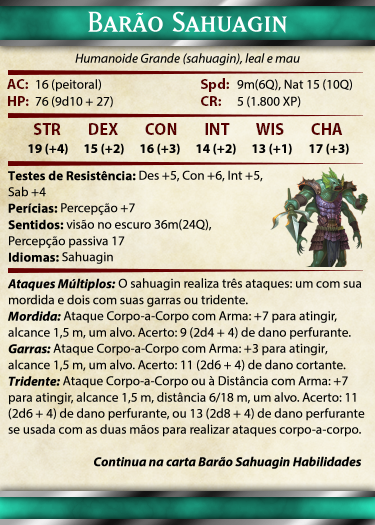 Barão Sahuagin
Humanoide Grande (sahuagin), leal e mau
AC: 16 (peitoral) Spd: 9m(6Q), Nat 15 (10Q)
HP: 76 (9d10 + 27) CR: 5 (1.800 XP)
STR DEX CON INT WIS CHA
19 (+4) 15 (+2) 16 (+3) 14 (+2) 13 (+1) 17 (+3)
Testes de Resistência: Des +5, Con +6, Int +5,
Sab +4
Perícias: Percepção +7
Sentidos: visão no escuro 36m(24Q),
Percepção passiva 17
Idiomas: Sahuagin
Ataques Múltiplos: O sahuagin realiza três ataques: um com sua
mordida e dois com suas garras ou tridente.
Mordida: Ataque Corpo-a-Corpo com Arma: +7 para atingir,
alcance 1,5 m, um alvo. Acerto: 9 (2d4 + 4) de dano perfurante.
Garras: Ataque Corpo-a-Corpo com Arma: +3 para atingir,
alcance 1,5 m, um alvo. Acerto: 11 (2d6 + 4) de dano cortante.
Tridente: Ataque Corpo-a-Corpo ou à Distância com Arma: +7
para atingir, alcance 1,5 m, distância 6/18 m, um alvo. Acerto: 11
(2d6 + 4) de dano perfurante, ou 13 (2d8 + 4) de dano perfurante
se usada com as duas mãos para realizar ataques corpo-a-corpo.
Continua na carta Barão Sahuagin Habilidades